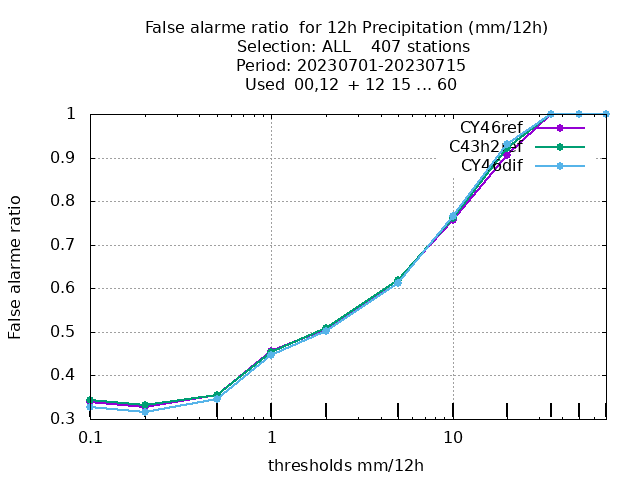 False alarme ratio  for 12h Precipitation (mm/12h)
Selection: ALL    407 stations
Period: 20230701-20230715
Used  00,12  + 12 15 ... 60
CY46ref
C43h2ref
CY46dif
False alarme ratio
1
0.9
0.8
0.7
0.6
0.5
0.4
0.3
0.1
1
10
thresholds mm/12h